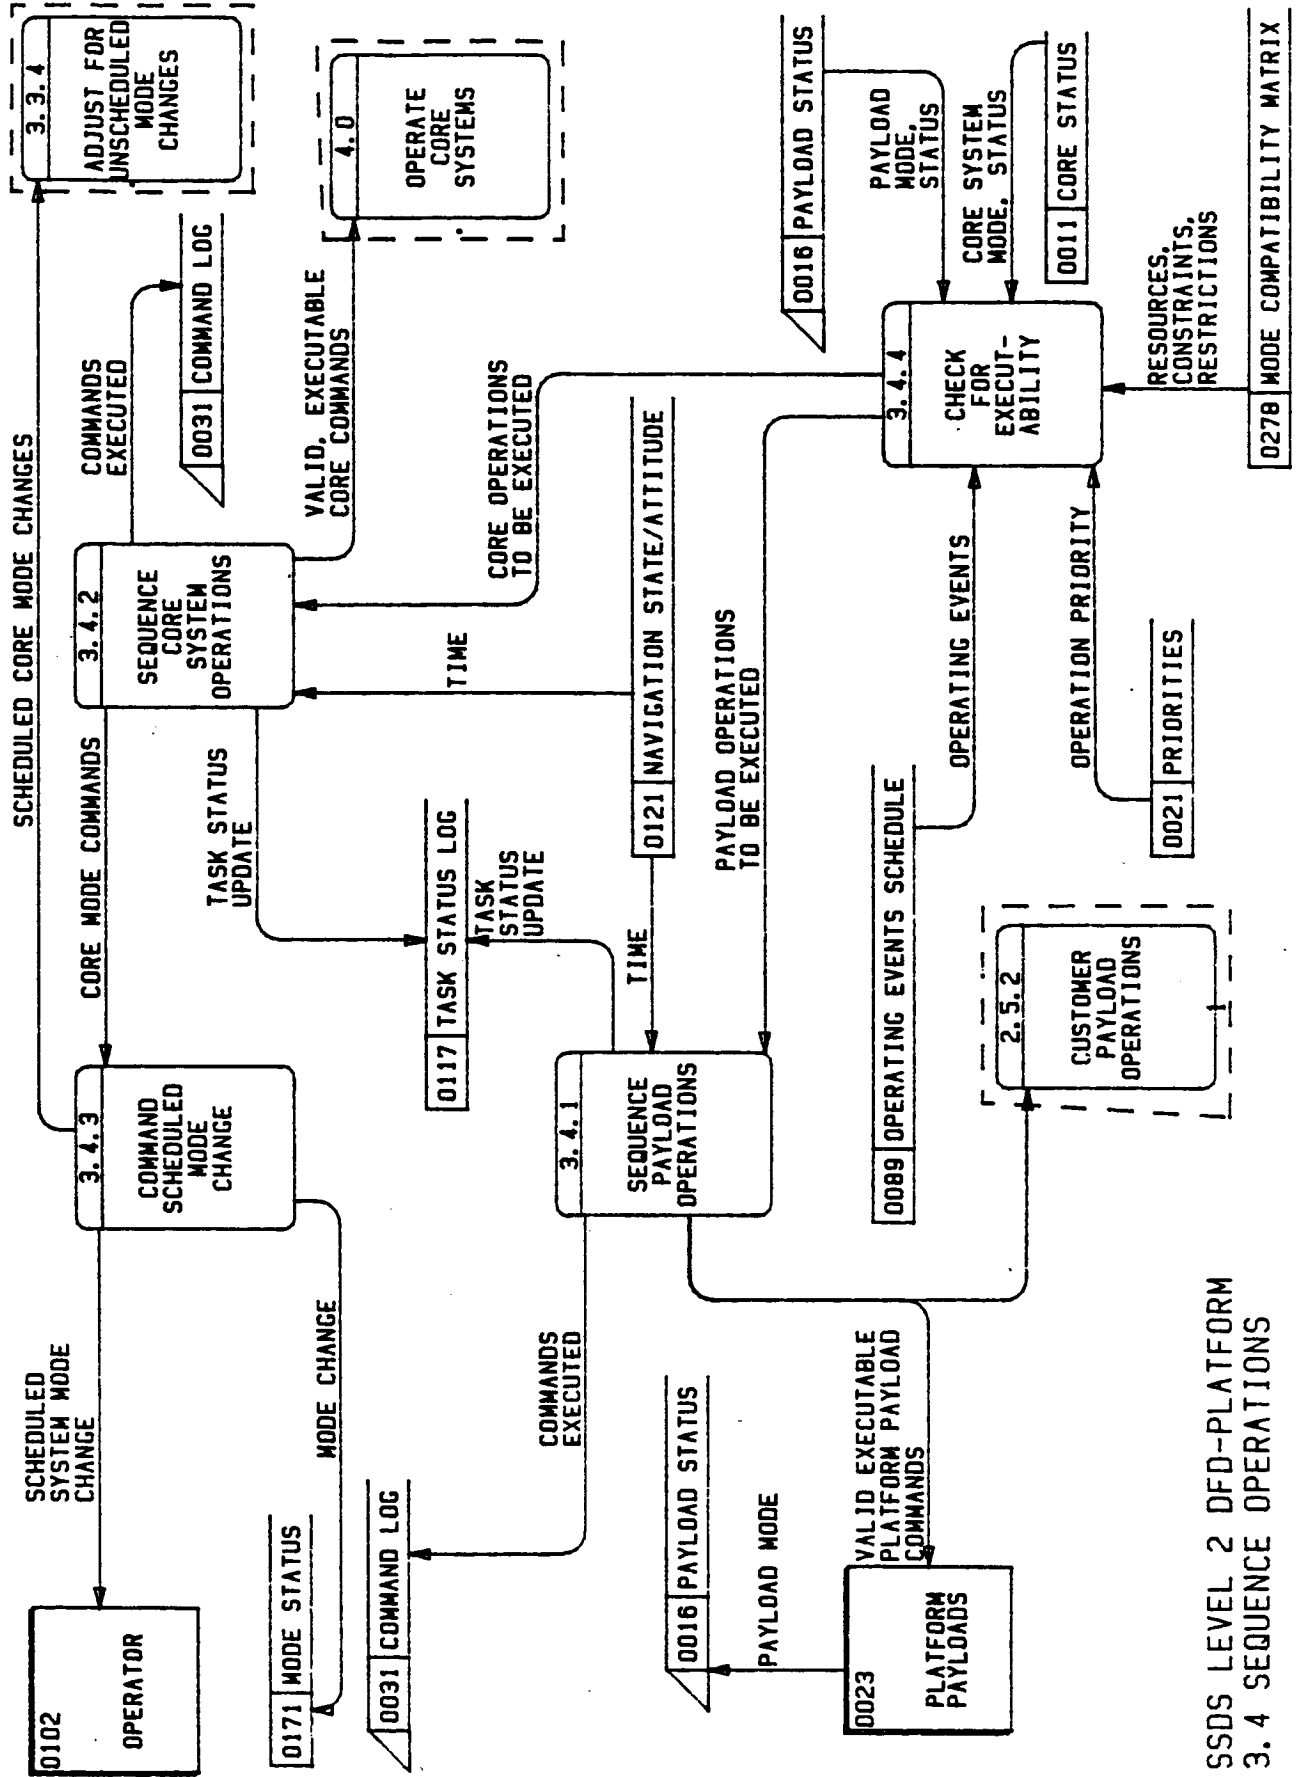 0102
OPERATOR
SCHEDULED
SYSTEM MODE
CHANGE
3.4.3
COMMAND
SCHEDULED
MODE
CHANGE
SCHEDULED CORE MODE CHANGES
3.3.4
ADJUST FOR
UNSCHEDULED
MODE
CHANGES
CORE MODE COMMANDS
3.4.2
SEQUENCE
CORE
SYSTEM
OPERATIONS
COMMANDS
EXECUTED
0031 COMMAND LOG
VALID, EXECUTABLE
CORE COMMANDS
4.0
OPERATE
CORE
SYSTEMS
MODE CHANGE
0171 MODE STATUS
TASK STATUS
UPDATE
0117 TASK STATUS LOG
TASK
STATUS
UPDATE
TIME
CORE OPERATIONS
TO BE EXECUTED
0031 COMMAND LOG
COMMANDS
EXECUTED
3.4.1
SEQUENCE
PAYLOAD
OPERATIONS
TIME
0121 NAVIGATION STATE/ATTITUDE
PAYLOAD OPERATIONS
TO BE EXECUTED
0016 PAYLOAD STATUS
PAYLOAD MODE
0023
PLATFORM
PAYLOADS
VALID EXECUTABLE
PLATFORM PAYLOAD
COMMANDS
0089 OPERATING EVENTS SCHEDULE
OPERATING EVENTS
2.5.2
CUSTOMER
PAYLOAD
OPERATIONS
0021 PRIORITIES
OPERATION PRIORITY
3.4.4
CHECK
FOR
EXECUT-
ABILITY
0016 PAYLOAD STATUS
PAYLOAD
MODE,
STATUS
CORE SYSTEM
MODE, STATUS
0011 CORE STATUS
RESOURCES,
CONSTRAINTS,
RESTRICTIONS
0278 MODE COMPATIBILITY MATRIX
SSDS LEVEL 2 DFD-PLATFORM
3.4 SEQUENCE OPERATIONS